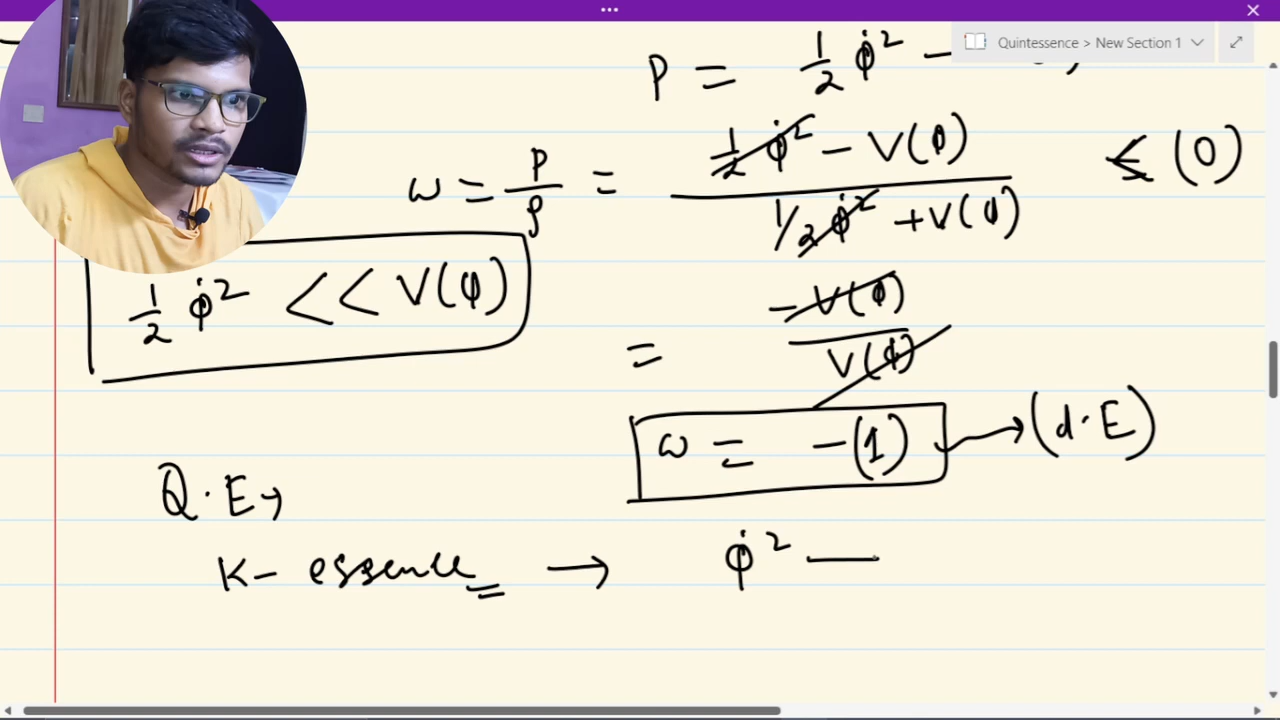 Quintessence > New Section 1
P = 1/2 φ̇² −
ω = P/ρ = (1/2 φ̇² − V(φ)) / (1/2 φ̇² + V(φ)) ≤ (0)
1/2 φ̇² << V(φ)
= −V(φ) / V(φ)
ω = −(1) → (d·E)
Q·E →
K− essence → φ̇² —